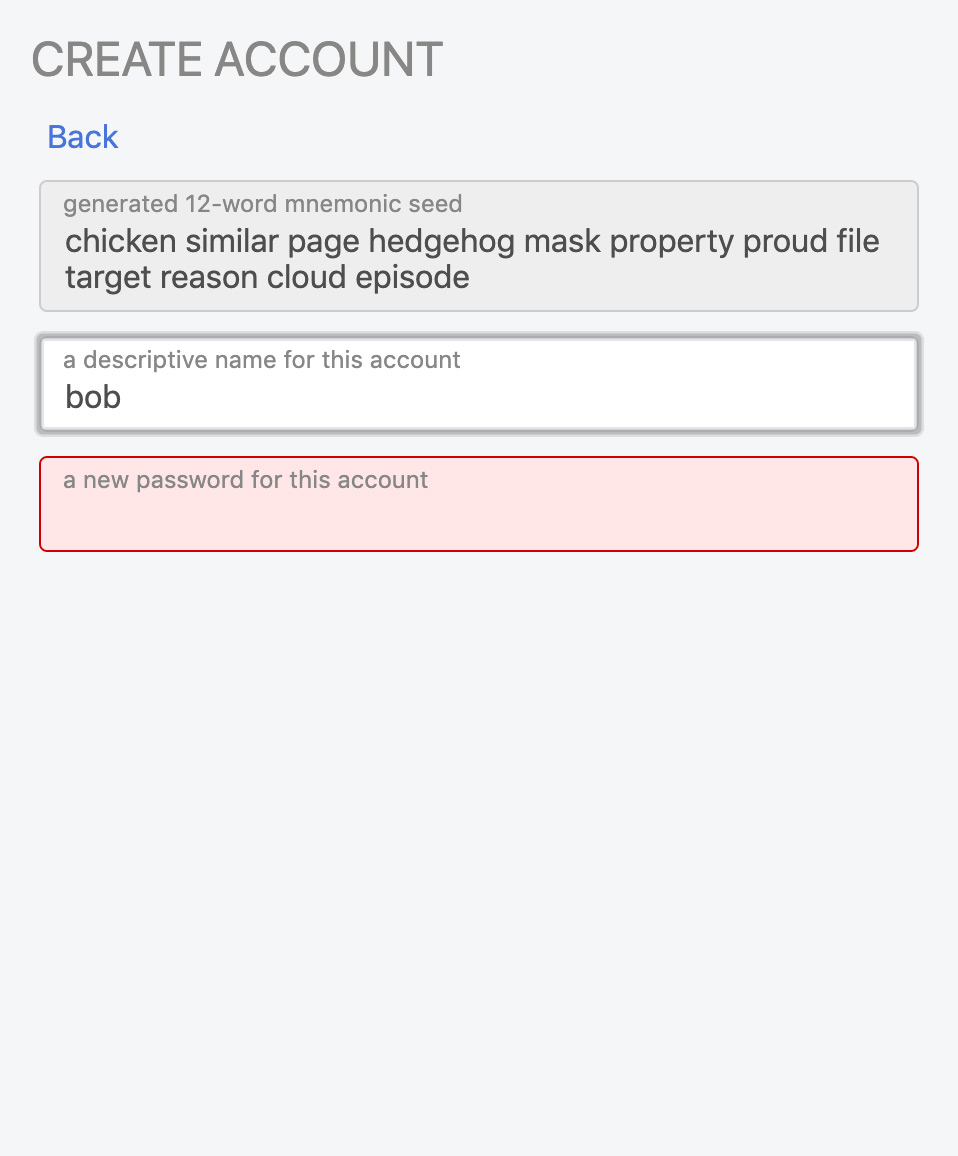 CREATE ACCOUNT
Back
generated 12-word mnemonic seed
chicken similar page hedgehog mask property proud file
target reason cloud episode
a descriptive name for this account
bob
a new password for this account